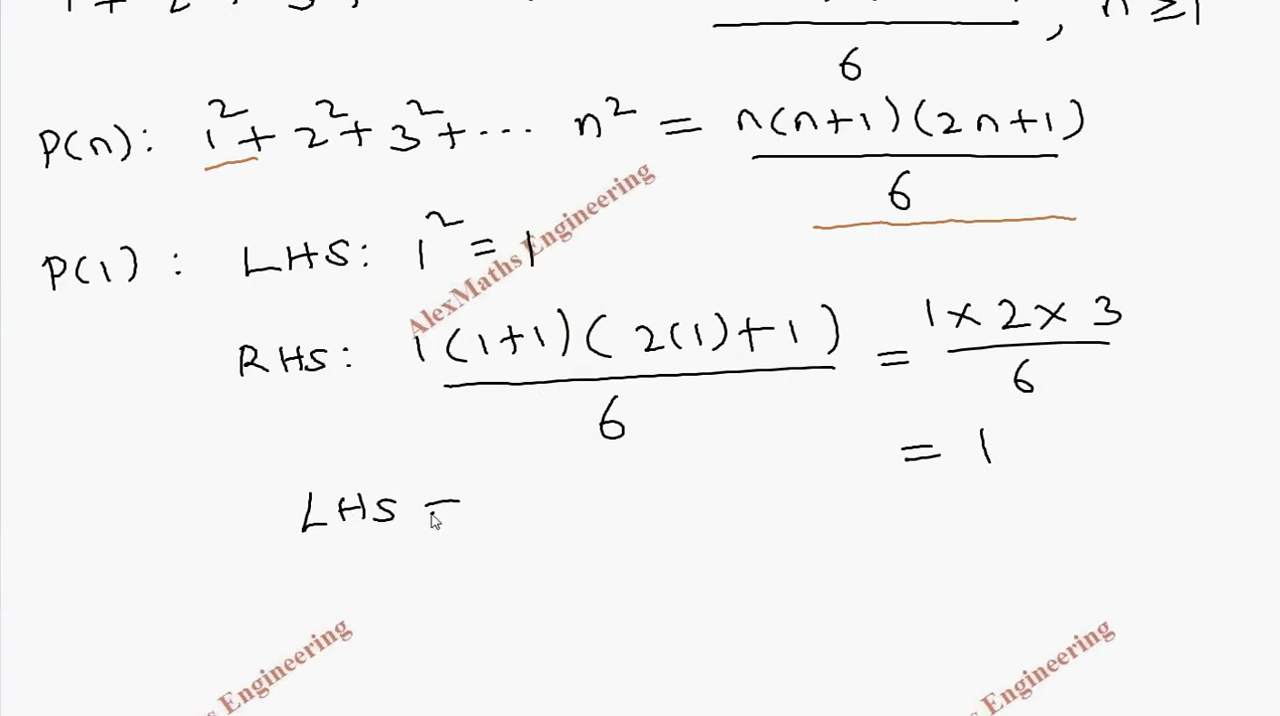 6 , n ≥ 1
P(n): 1² + 2² + 3² + ... n² = n(n+1)(2n+1) / 6
P(1) : LHS: 1² = 1
AlexMaths Engineering
RHS: 1(1+1)(2(1)+1) / 6 = 1 × 2 × 3 / 6
= 1
LHS
Engineering
Engineering